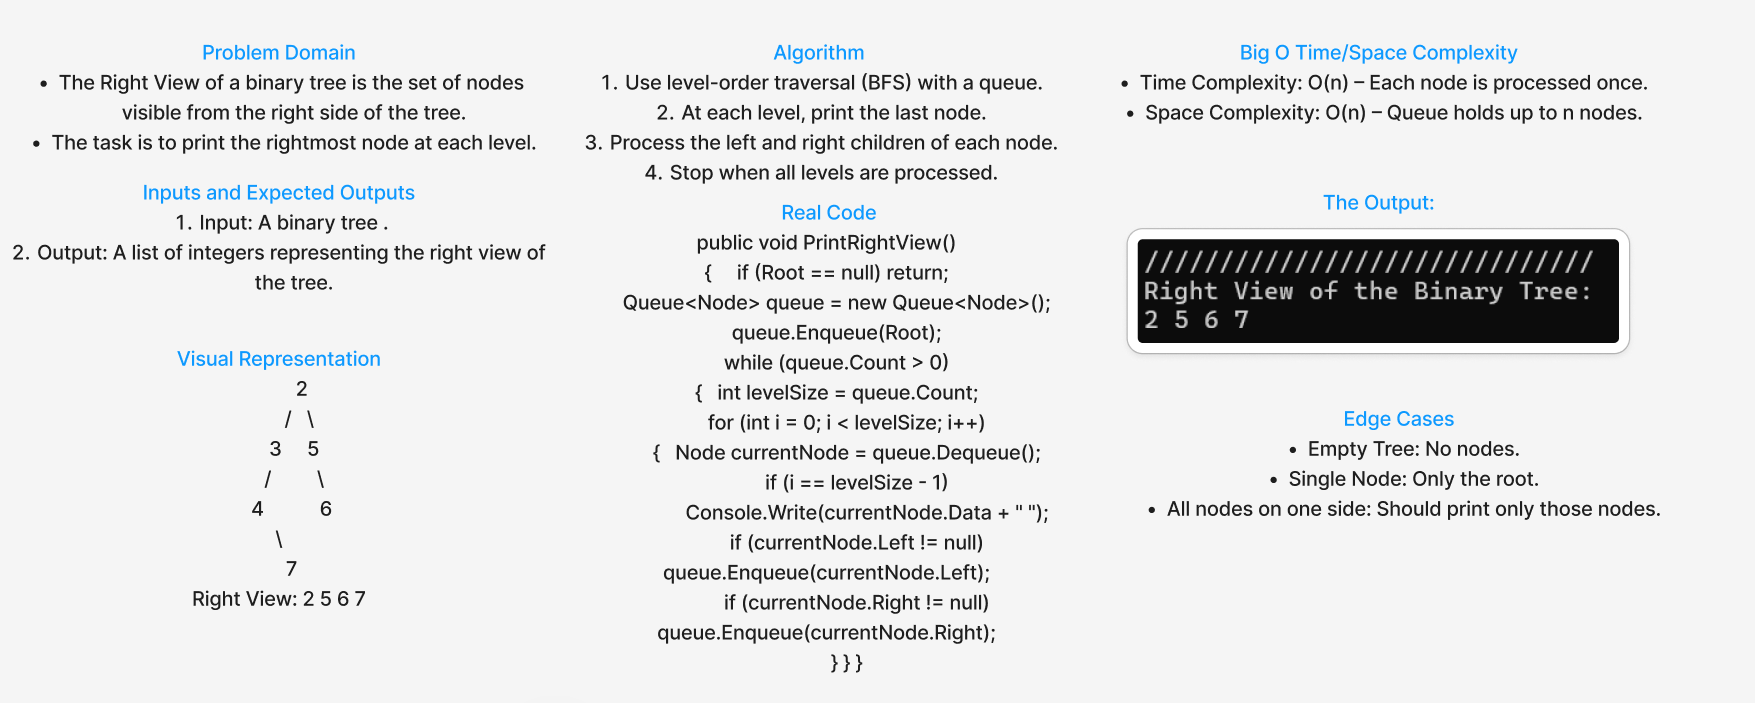 Problem Domain
• The Right View of a binary tree is the set of nodes
visible from the right side of the tree.
• The task is to print the rightmost node at each level.
Inputs and Expected Outputs
1. Input: A binary tree .
2. Output: A list of integers representing the right view of
the tree.
Visual Representation
2
/ \
3 5
/ \
4 6
\
7
Right View: 2 5 6 7
Algorithm
1. Use level-order traversal (BFS) with a queue.
2. At each level, print the last node.
3. Process the left and right children of each node.
4. Stop when all levels are processed.
Real Code
public void PrintRightView()
{ if (Root == null) return;
Queue<Node> queue = new Queue<Node>();
queue.Enqueue(Root);
while (queue.Count > 0)
{ int levelSize = queue.Count;
for (int i = 0; i < levelSize; i++)
{ Node currentNode = queue.Dequeue();
if (i == levelSize - 1)
Console.Write(currentNode.Data + " ");
if (currentNode.Left != null)
queue.Enqueue(currentNode.Left);
if (currentNode.Right != null)
queue.Enqueue(currentNode.Right);
} } }
Big O Time/Space Complexity
• Time Complexity: O(n) – Each node is processed once.
• Space Complexity: O(n) – Queue holds up to n nodes.
The Output:
//////////////////////////////
Right View of the Binary Tree:
2 5 6 7
Edge Cases
• Empty Tree: No nodes.
• Single Node: Only the root.
• All nodes on one side: Should print only those nodes.